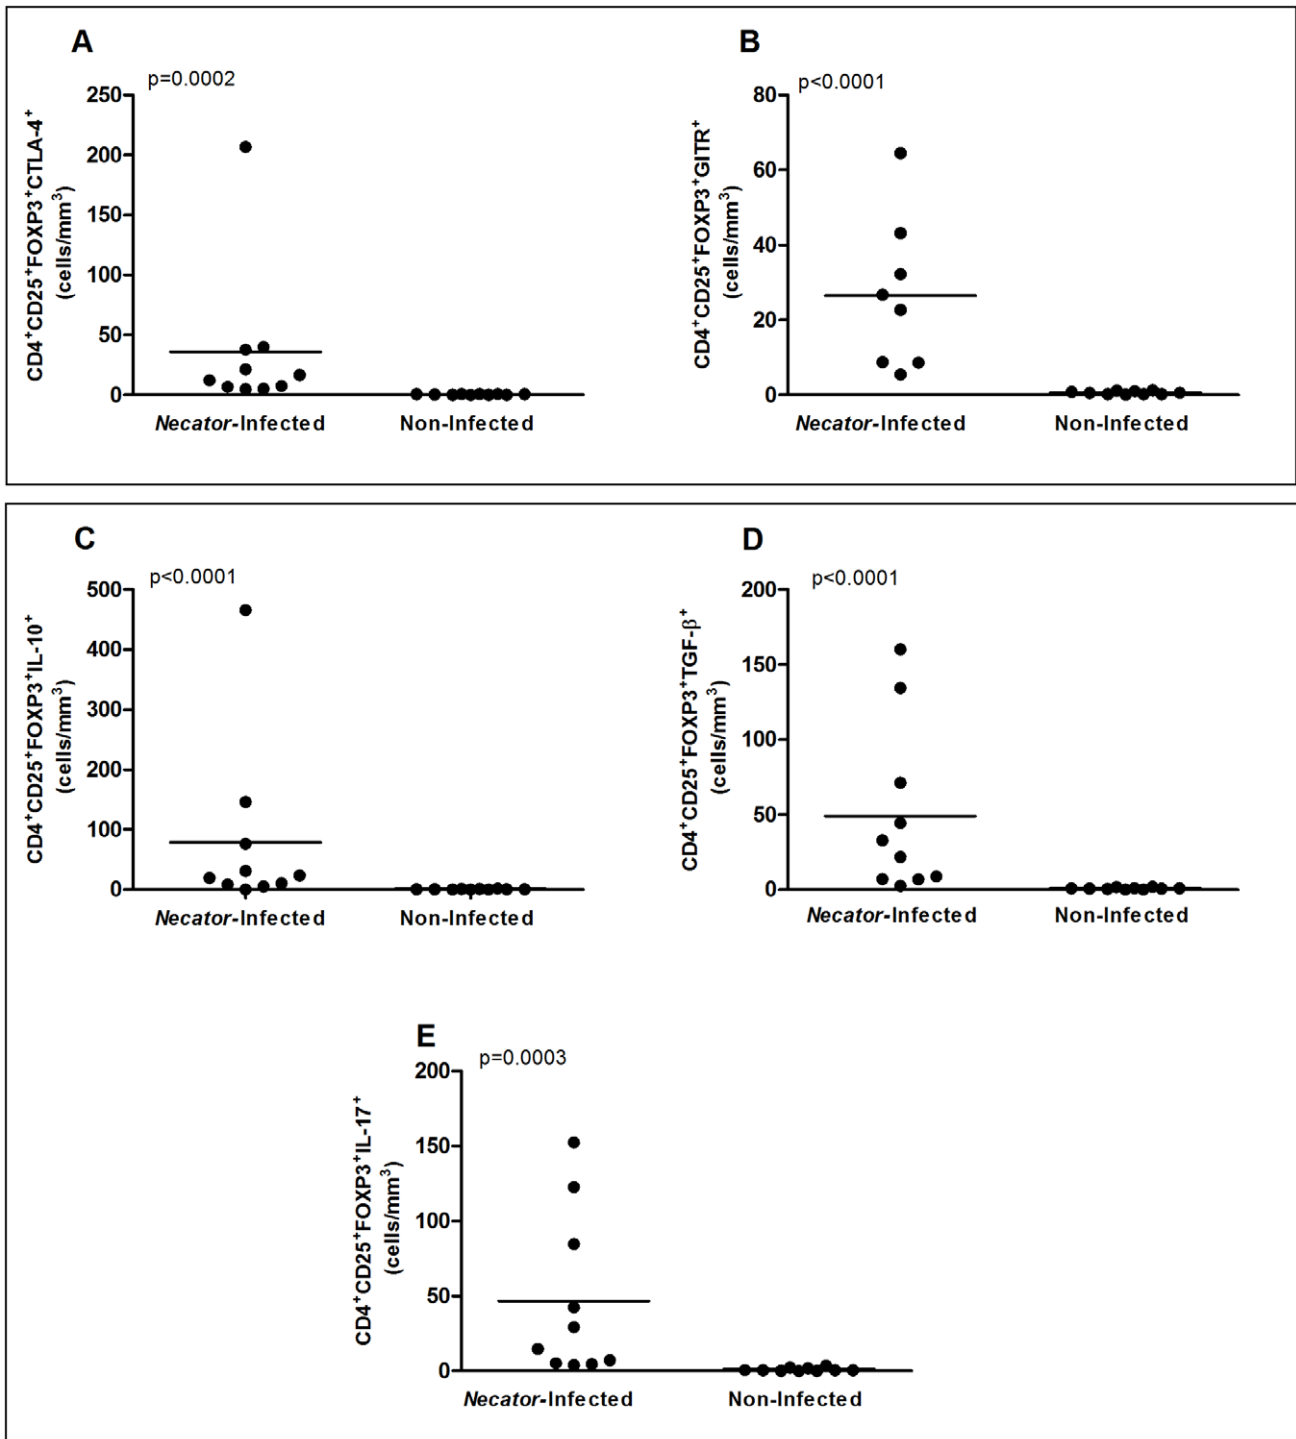 A
p=0.0002
CD4⁺CD25⁺FOXP3⁺CTLA-4⁺
(cells/mm³)
250
200
150
100
50
0
Necator-Infected
Non-Infected
B
p<0.0001
CD4⁺CD25⁺FOXP3⁺GITR⁺
(cells/mm³)
80
60
40
20
0
Necator-Infected
Non-Infected
C
p<0.0001
CD4⁺CD25⁺FOXP3⁺IL-10⁺
(cells/mm³)
500
400
300
200
100
0
Necator-Infected
Non-Infected
D
p<0.0001
CD4⁺CD25⁺FOXP3⁺TGF-β⁺
(cells/mm³)
200
150
100
50
0
Necator-Infected
Non-Infected
E
p=0.0003
CD4⁺CD25⁺FOXP3⁺IL-17⁺
(cells/mm³)
200
150
100
50
0
Necator-Infected
Non-Infected